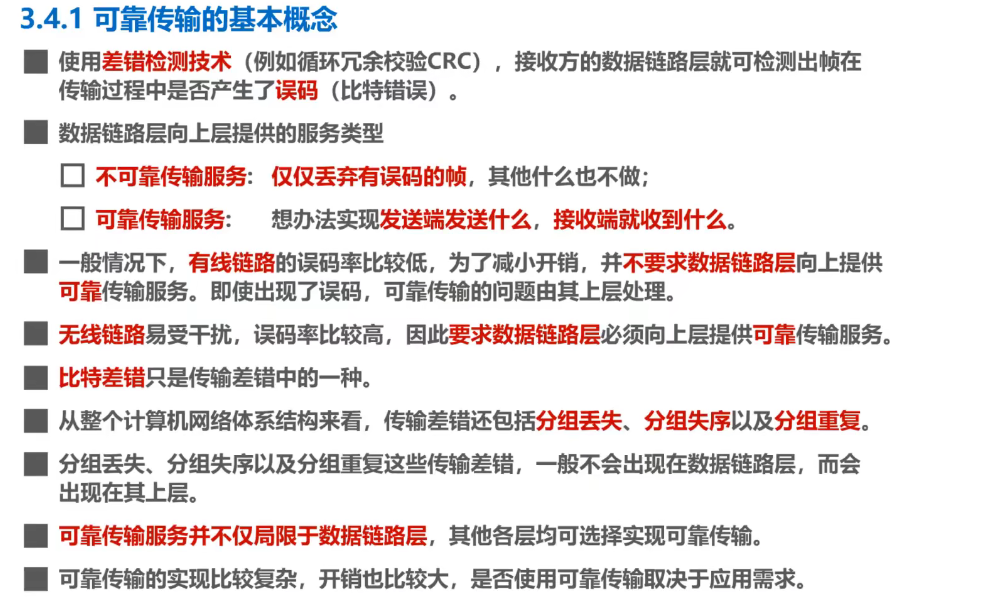 3.4.1 可靠传输的基本概念
使用差错检测技术（例如循环冗余校验CRC），接收方的数据链路层就可检测出帧在
传输过程中是否产生了误码（比特错误）。
数据链路层向上层提供的服务类型
不可靠传输服务： 仅仅丢弃有误码的帧，其他什么也不做；
可靠传输服务： 想办法实现发送端发送什么，接收端就收到什么。
一般情况下，有线链路的误码率比较低，为了减小开销，并不要求数据链路层向上提供
可靠传输服务。即使出现了误码，可靠传输的问题由其上层处理。
无线链路易受干扰，误码率比较高，因此要求数据链路层必须向上层提供可靠传输服务。
比特差错只是传输差错中的一种。
从整个计算机网络体系结构来看，传输差错还包括分组丢失、分组失序以及分组重复。
分组丢失、分组失序以及分组重复这些传输差错，一般不会出现在数据链路层，而会
出现在其上层。
可靠传输服务并不仅局限于数据链路层，其他各层均可选择实现可靠传输。
可靠传输的实现比较复杂，开销也比较大，是否使用可靠传输取决于应用需求。